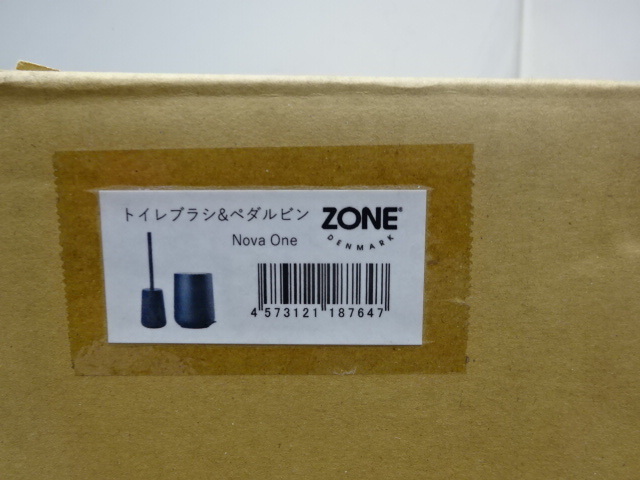 トイレブラシ&ペダルビン
Nova One
ZONE®
DENMARK
4 573121 187647